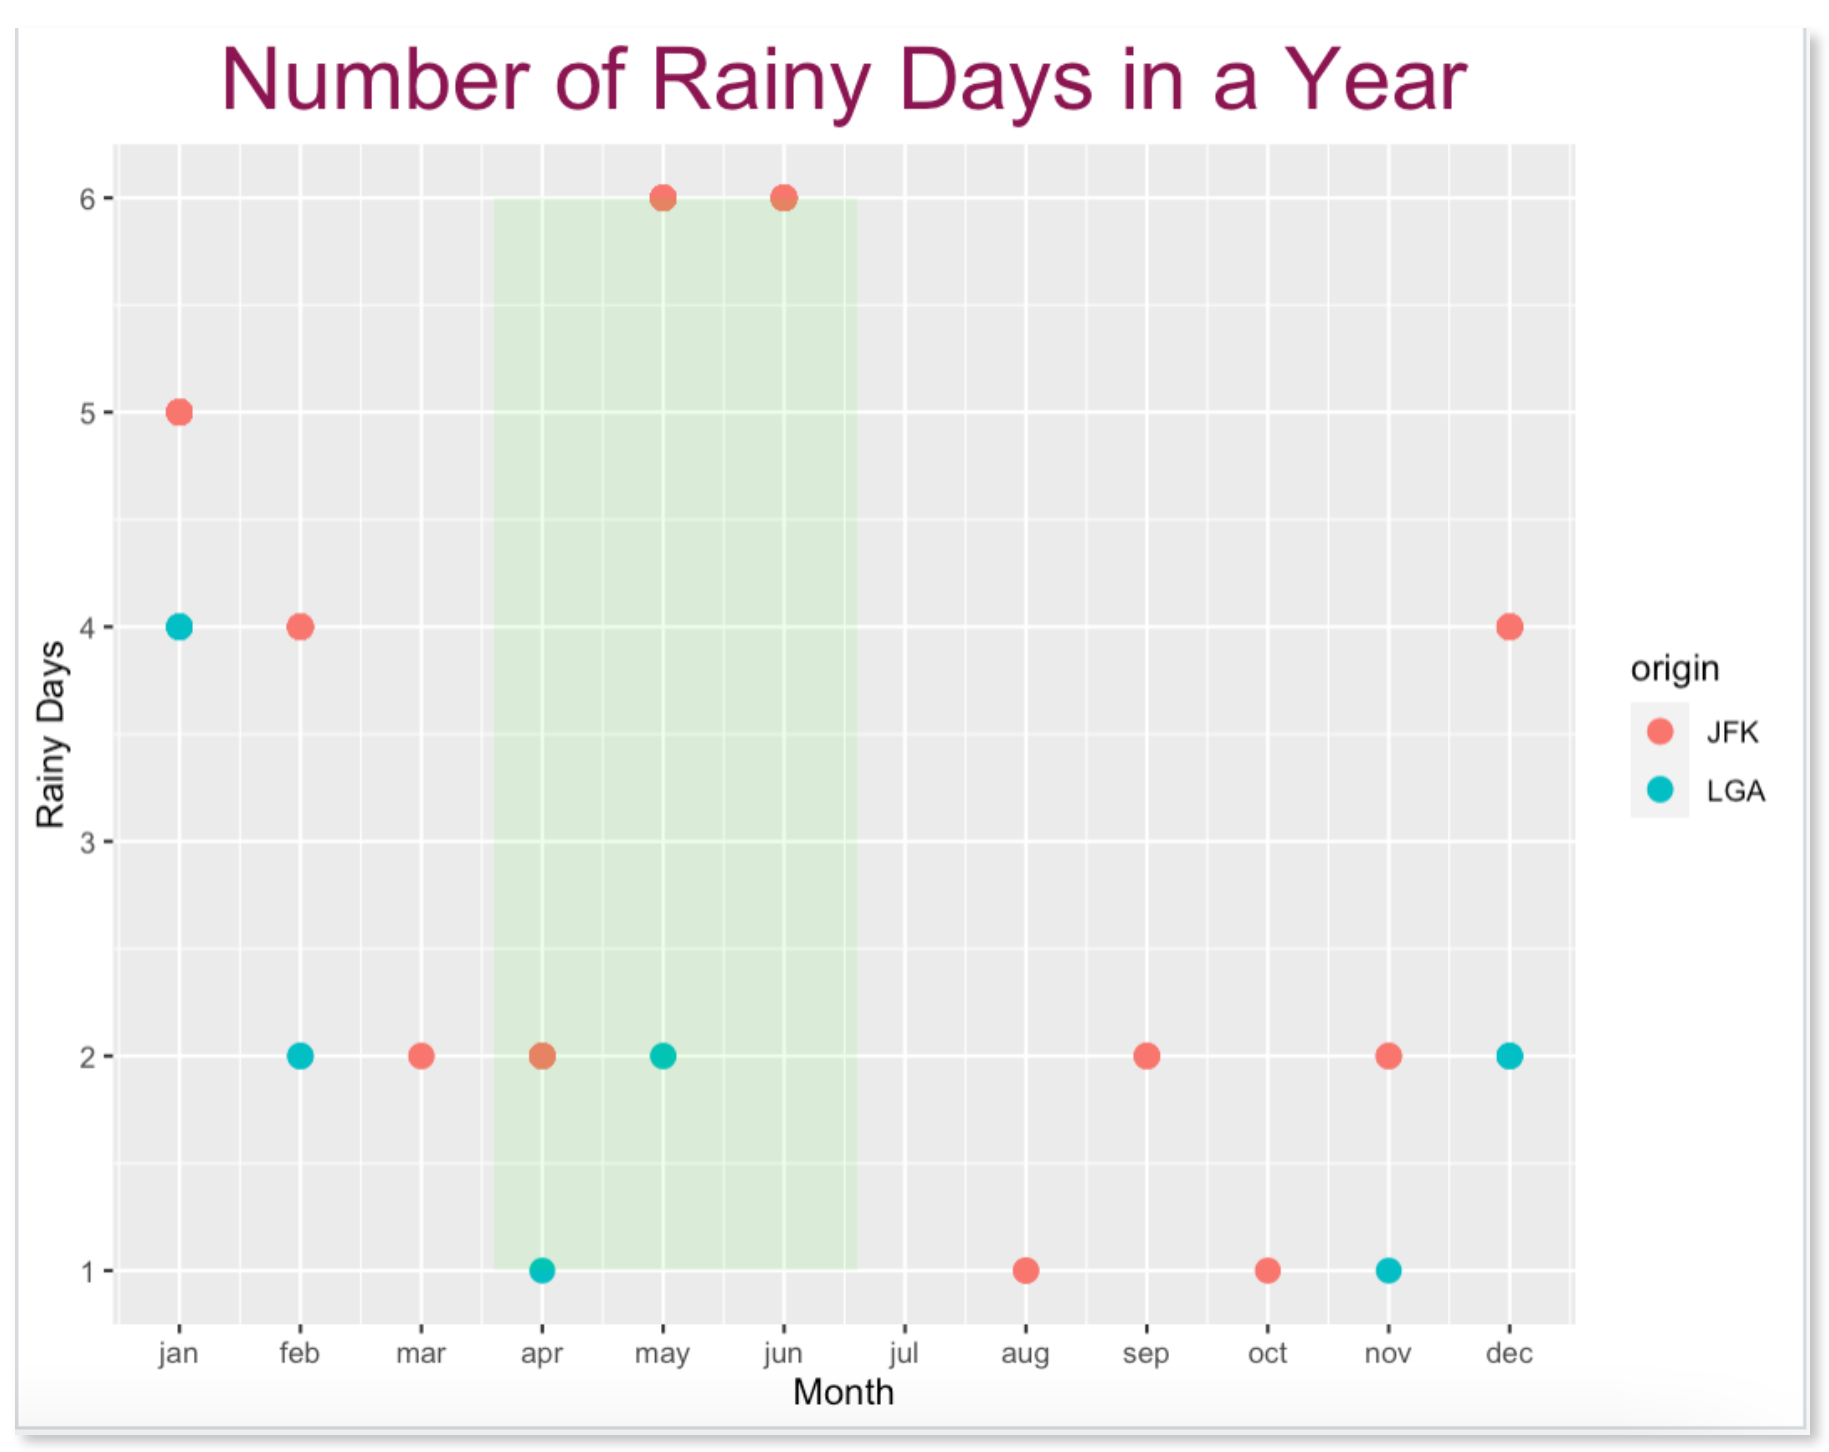 Number of Rainy Days in a Year
6
5
4
3
2
1
Rainy Days
jan feb mar apr may jun jul aug sep oct nov dec
Month
origin
JFK
LGA